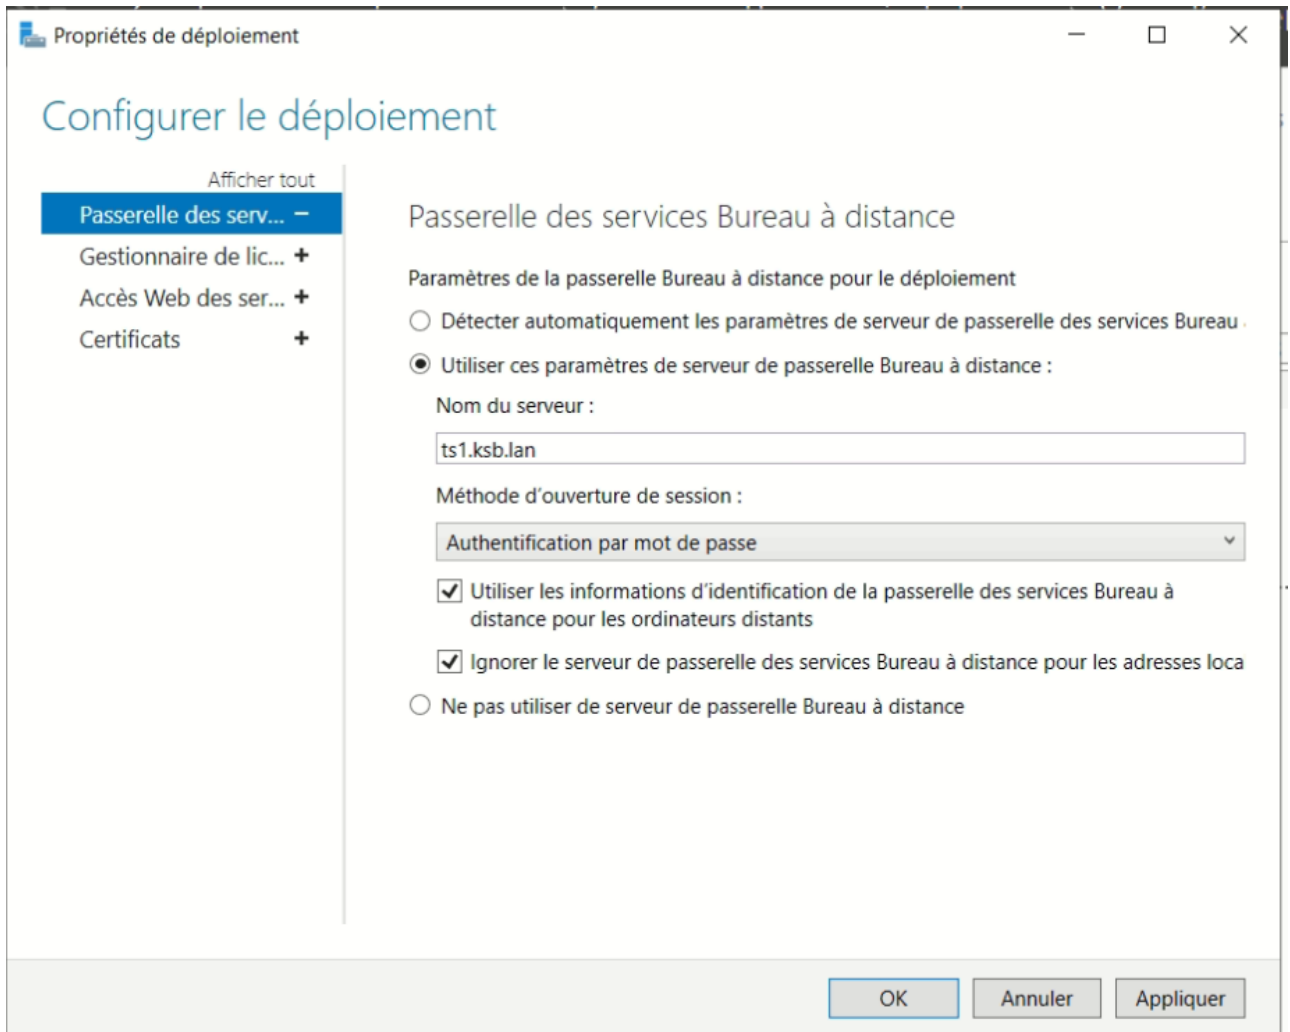 Propriétés de déploiement
Configurer le déploiement
Afficher tout
Passerelle des serv...
Gestionnaire de lic...
Accès Web des ser...
Certificats
Passerelle des services Bureau à distance
Paramètres de la passerelle Bureau à distance pour le déploiement
Détecter automatiquement les paramètres de serveur de passerelle des services Bureau
Utiliser ces paramètres de serveur de passerelle Bureau à distance :
Nom du serveur :
ts1.ksb.lan
Méthode d'ouverture de session :
Authentification par mot de passe
Utiliser les informations d'identification de la passerelle des services Bureau à
distance pour les ordinateurs distants
Ignorer le serveur de passerelle des services Bureau à distance pour les adresses loca
Ne pas utiliser de serveur de passerelle Bureau à distance
OK
Annuler
Appliquer